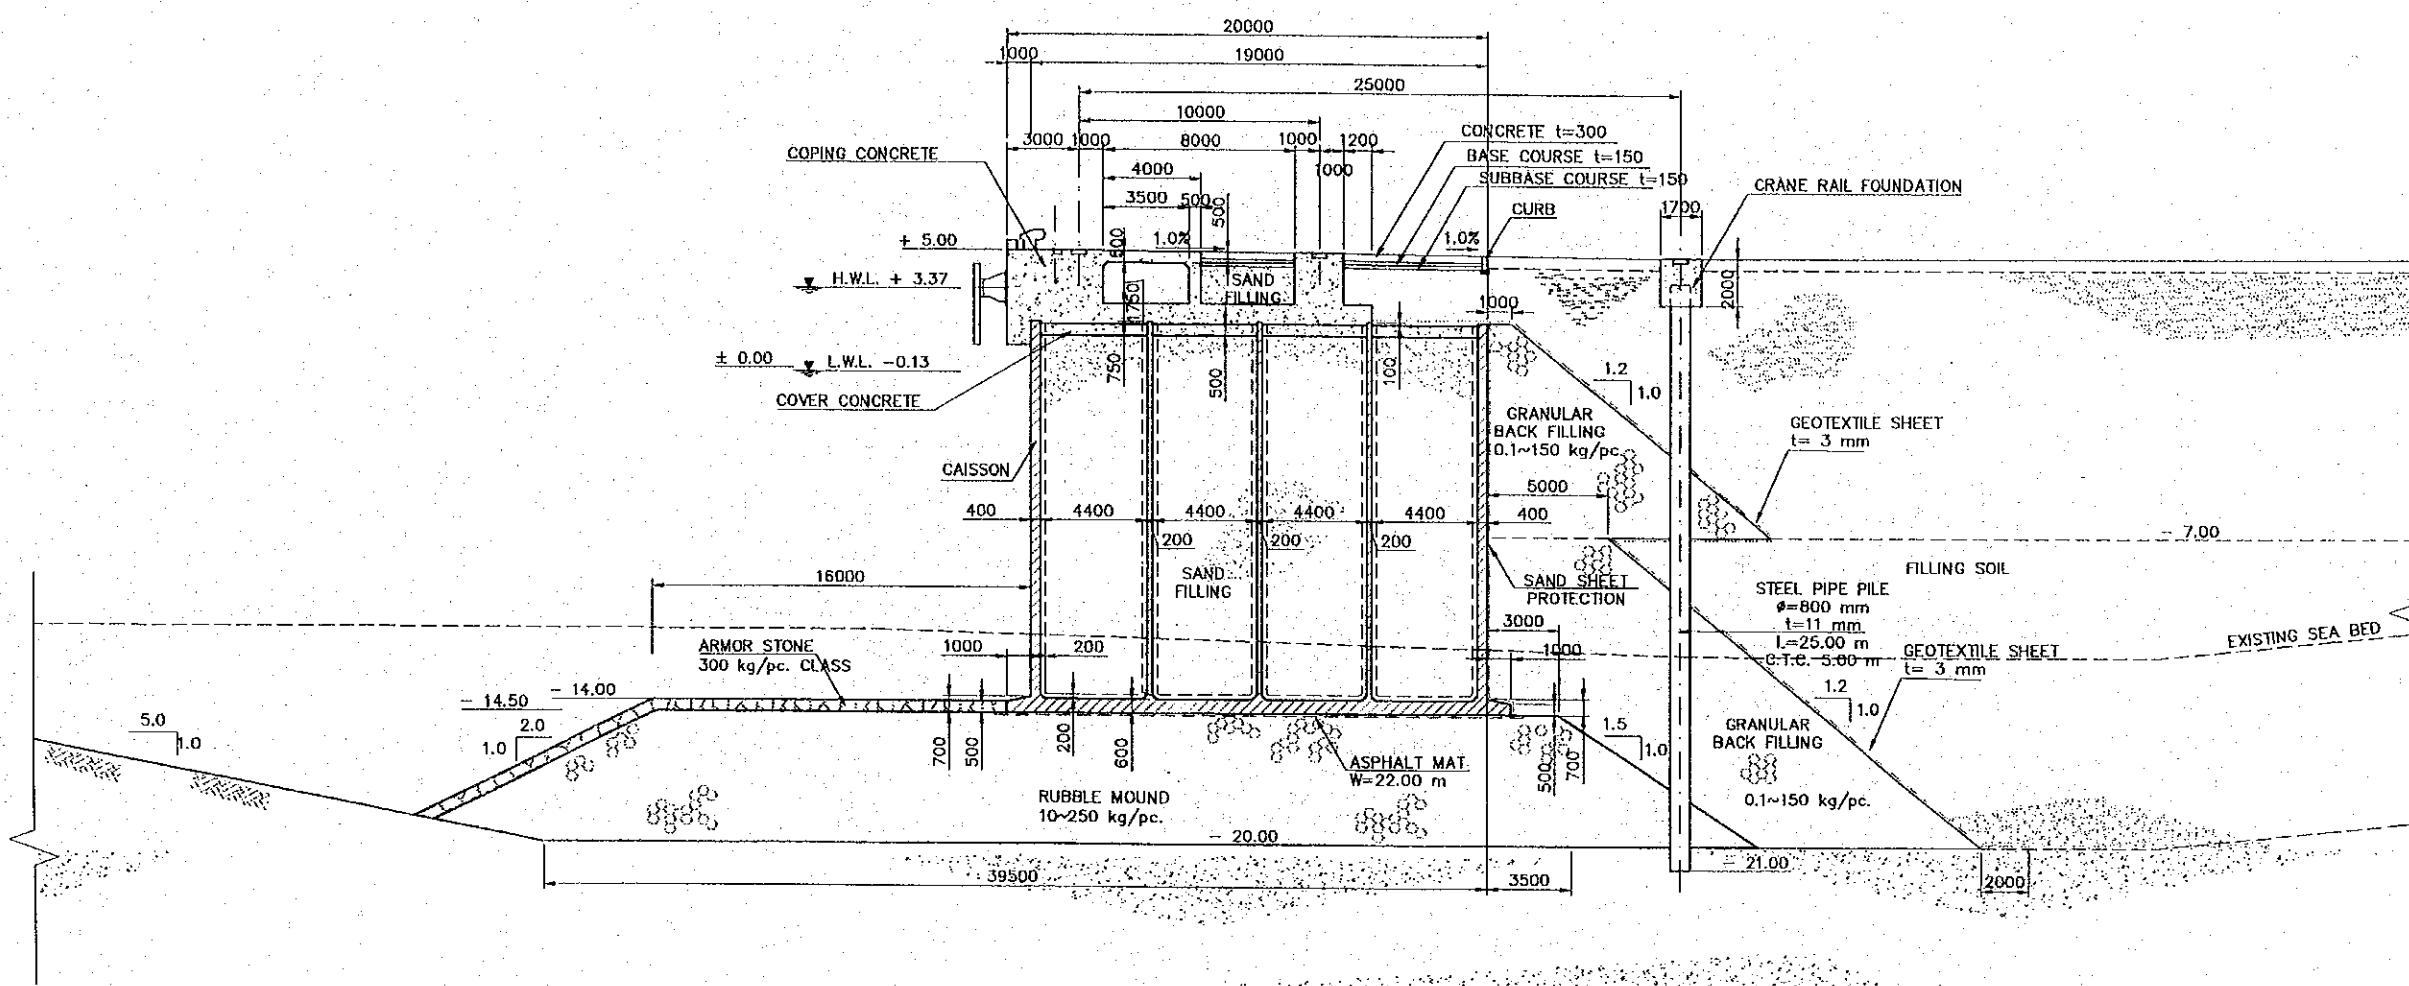 20000
1000
19000
25000
10000
3000
1000
8000
1000
1200
1000
CONCRETE t=300
BASE COURSE t=150
SUBBASE COURSE t=150
COPING CONCRETE
4000
3500
500
500
CRANE RAIL FOUNDATION
1700
CURB
+ 5.00
500
1.0%
1.0%
H.W.L. + 3.37
SAND
FILLING
1750
1000
2000
± 0.00
L.W.L. -0.13
750
500
100
1.2
1.0
COVER CONCRETE
GRANULAR
BACK FILLING
0.1~150 kg/pc.
GEOTEXTILE SHEET
t= 3 mm
CAISSON
5000
400
4400
4400
4400
4400
400
200
200
200
- 7.00
16000
SAND
FILLING
SAND SHEET
PROTECTION
FILLING SOIL
STEEL PIPE PILE
ø=800 mm
t=11 mm
L=25.00 m
C.T.C. 5.00 m
3000
EXISTING SEA BED
ARMOR STONE
300 kg/pc. CLASS
1000
200
1000
GEOTEXTILE SHEET
t= 3 mm
- 14.00
- 14.50
1.2
1.0
5.0
1.0
2.0
1.0
700
500
200
600
500
700
1.5
1.0
GRANULAR
BACK FILLING
0.1~150 kg/pc.
ASPHALT MAT
W=22.00 m
RUBBLE MOUND
10~250 kg/pc.
- 20.00
- 21.00
39500
3500
2000